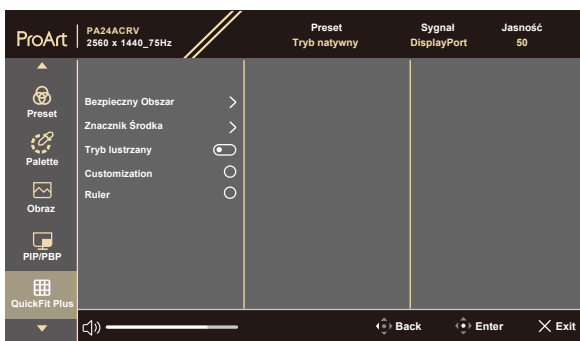 ProArt
PA24ACRV
2560 x 1440_75Hz
Preset
Tryb natywny
Sygnał
DisplayPort
Jasność
50
Preset
Palette
Obraz
PIP/PBP
QuickFit Plus
Bezpieczny Obszar
Znacznik Środka
Tryb lustrzany
Customization
Ruler
Back
Enter
Exit